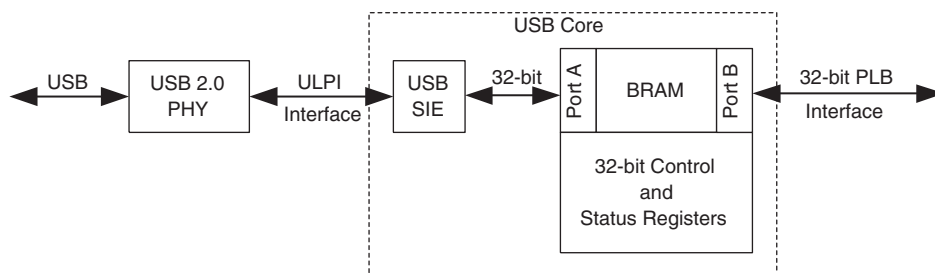 USB Core
USB
USB 2.0
PHY
ULPI
Interface
USB
SIE
32-bit
Port A
BRAM
Port B
32-bit PLB
Interface
32-bit Control
and
Status Registers